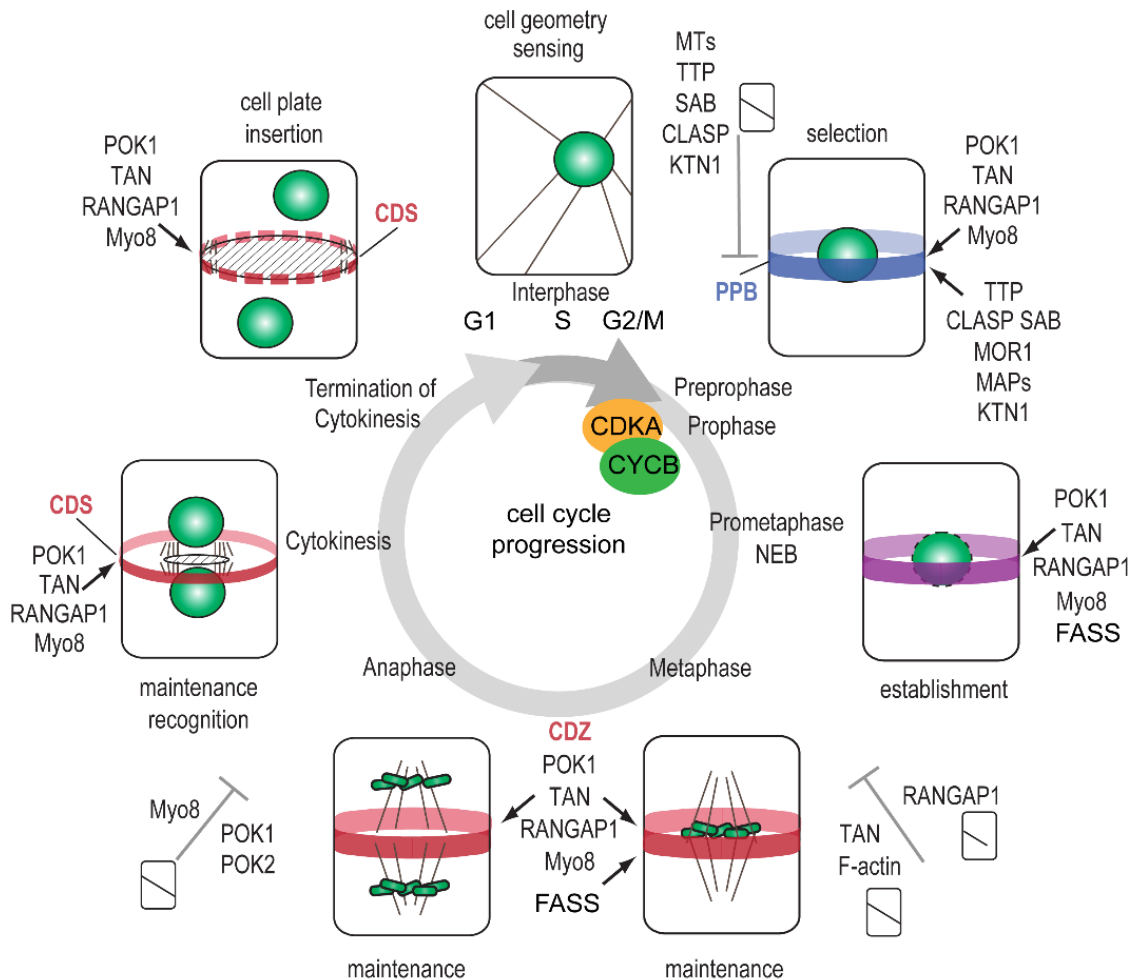 cell geometry
sensing
Interphase
G1 S G2/M
MTs
TTP
SAB
CLASP
KTN1
selection
PPB
POK1
TAN
RANGAP1
Myo8
TTP
CLASP SAB
MOR1
MAPs
KTN1
Preprophase
Prophase
CDKA
CYCB
cell cycle
progression
Prometaphase
NEB
POK1
TAN
RANGAP1
Myo8
FASS
establishment
Metaphase
RANGAP1
TAN
F-actin
CDZ
POK1
TAN
RANGAP1
Myo8
FASS
maintenance
maintenance
Anaphase
Myo8
POK1
POK2
Cytokinesis
CDS
POK1
TAN
RANGAP1
Myo8
maintenance
recognition
Termination of
Cytokinesis
cell plate
insertion
POK1
TAN
RANGAP1
Myo8
CDS